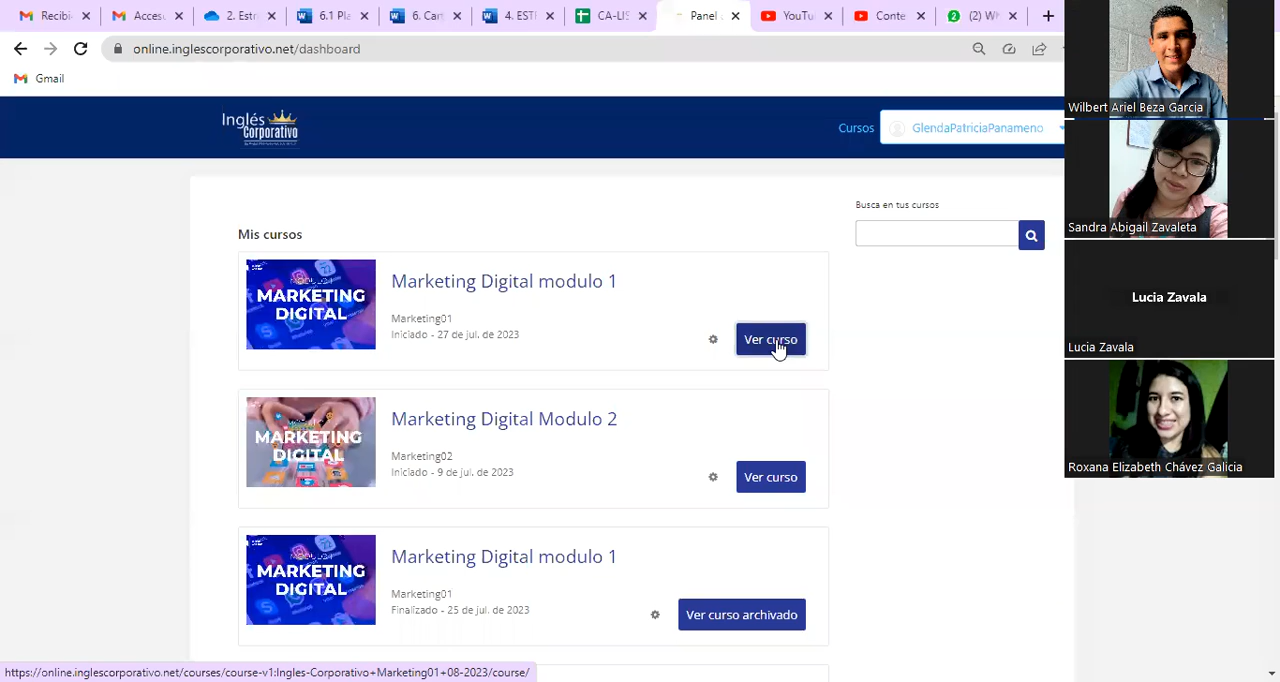 Recibi
Acces
2. Estr
6.1 Pla
6. Cart
4. ESTR
CA-LIS
Panel c
YouTu
Conte
(2) Wh
online.inglescorporativo.net/dashboard
Gmail
Inglés
Corporativo
Cursos
GlendaPatriciaPanameno
Busca en tus cursos
Mis cursos
MARKETING
DIGITAL
Marketing Digital modulo 1
Marketing01
Iniciado - 27 de jul. de 2023
Ver curso
MARKETING
DIGITAL
Marketing Digital Modulo 2
Marketing02
Iniciado - 9 de jul. de 2023
Ver curso
MARKETING
DIGITAL
Marketing Digital modulo 1
Marketing01
Finalizado - 25 de jul. de 2023
Ver curso archivado
https://online.inglescorporativo.net/courses/course-v1:Ingles-Corporativo+Marketing01+08-2023/course/
Wilbert Ariel Beza Garcia
Sandra Abigail Zavaleta
Lucia Zavala
Lucia Zavala
Roxana Elizabeth Chávez Galicia